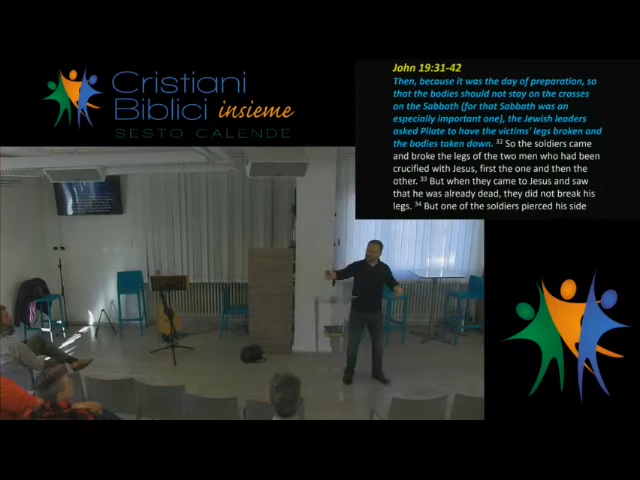 Cristiani
Biblici insieme
SESTO CALENDE
John 19:31-42
Then, because it was the day of preparation, so
that the bodies should not stay on the crosses
on the Sabbath (for that Sabbath was an
especially important one), the Jewish leaders
asked Pilate to have the victims' legs broken and
the bodies taken down. 32 So the soldiers came
and broke the legs of the two men who had been
crucified with Jesus, first the one and then the
other. 33 But when they came to Jesus and saw
that he was already dead, they did not break his
legs. 34 But one of the soldiers pierced his side